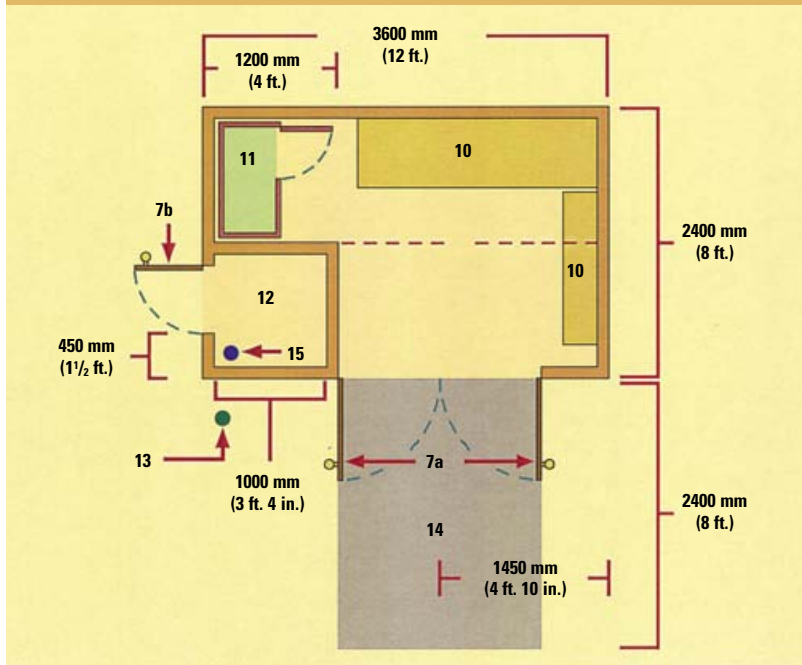 3600 mm
(12 ft.)
1200 mm
(4 ft.)
11
10
7b
2400 mm
(8 ft.)
12
10
450 mm
(1 1/2 ft.)
15
13
7a
1000 mm
(3 ft. 4 in.)
2400 mm
(8 ft.)
14
1450 mm
(4 ft. 10 in.)